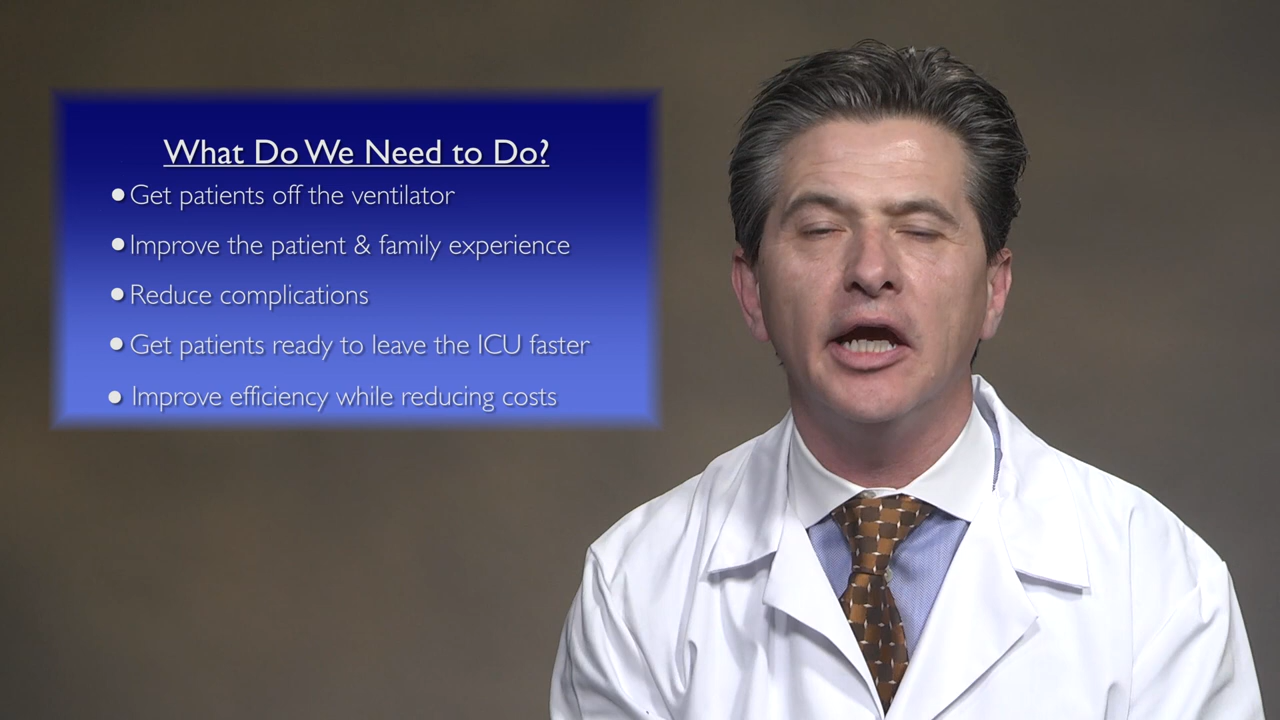 What Do We Need to Do?
• Get patients off the ventilator
• Improve the patient & family experience
• Reduce complications
• Get patients ready to leave the ICU faster
• Improve efficiency while reducing costs